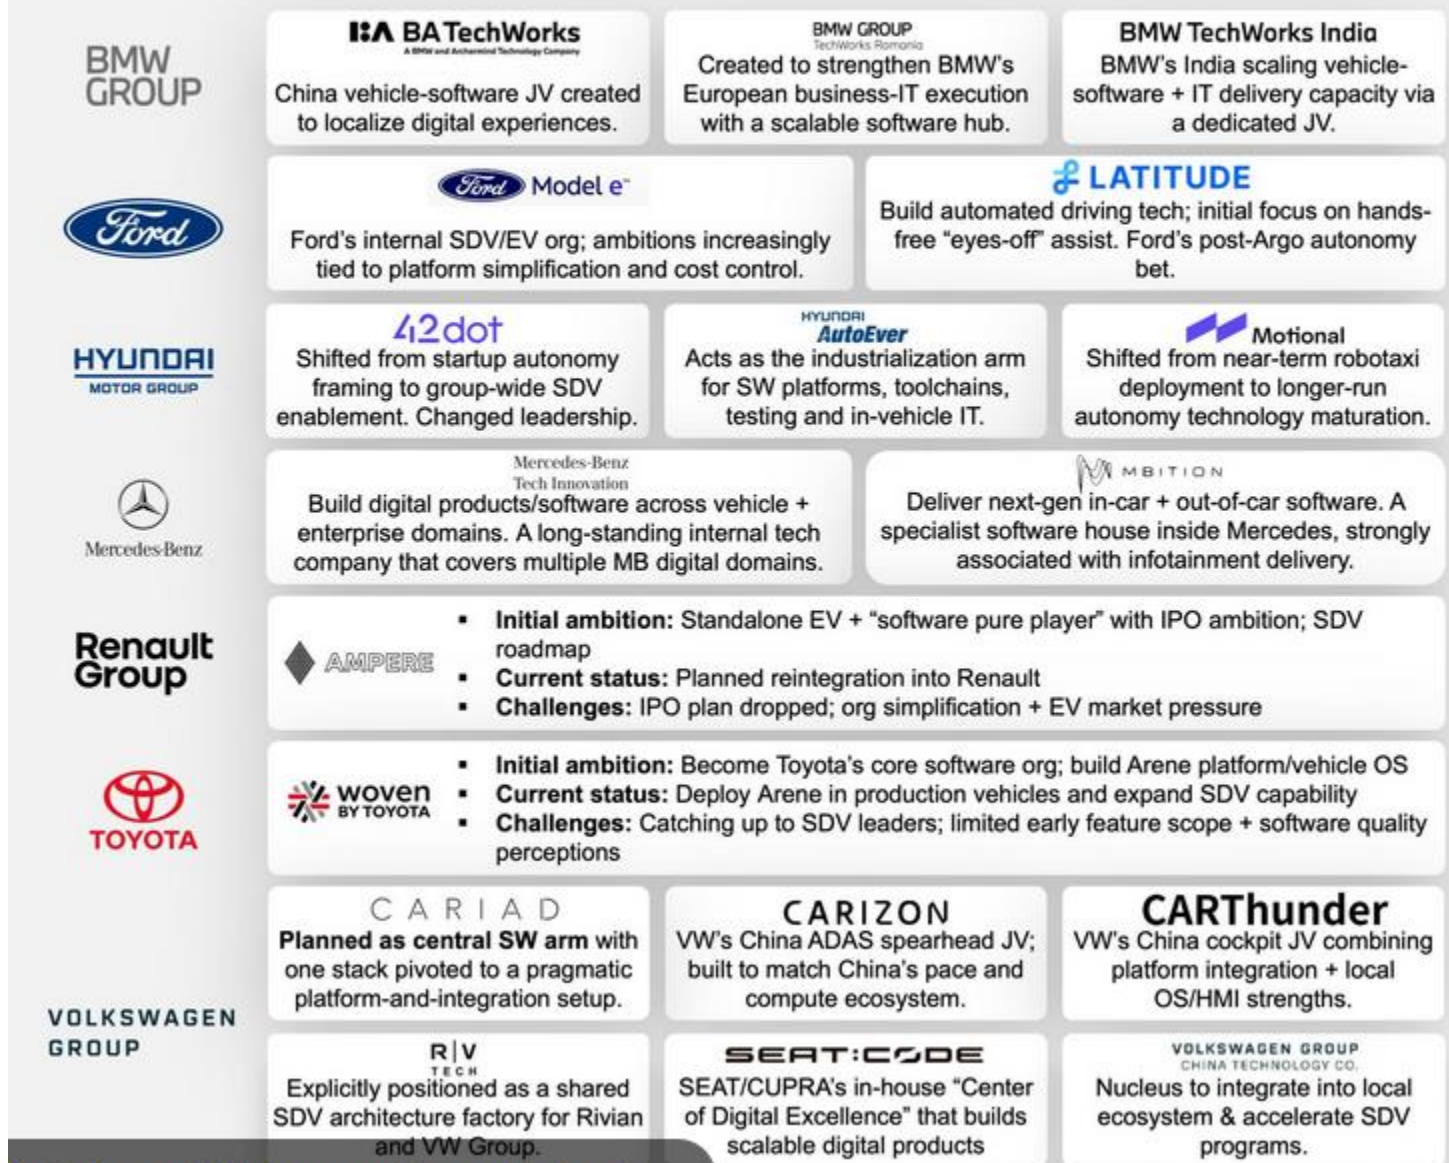 BMW
GROUP
BA TechWorks
A BMW and Archermind Technology Company
China vehicle-software JV created
to localize digital experiences.
BMW GROUP
TechWorks Romania
Created to strengthen BMW's
European business-IT execution
with a scalable software hub.
BMW TechWorks India
BMW's India scaling vehicle-
software + IT delivery capacity via
a dedicated JV.
Ford
Ford Model e™
Ford's internal SDV/EV org; ambitions increasingly
tied to platform simplification and cost control.
LATITUDE
Build automated driving tech; initial focus on hands-
free “eyes-off” assist. Ford's post-Argo autonomy
bet.
HYUNDAI
MOTOR GROUP
42dot
Shifted from startup autonomy
framing to group-wide SDV
enablement. Changed leadership.
HYUNDAI
AutoEver
Acts as the industrialization arm
for SW platforms, toolchains,
testing and in-vehicle IT.
Motional
Shifted from near-term robotaxi
deployment to longer-run
autonomy technology maturation.
Mercedes-Benz
Mercedes-Benz
Tech Innovation
Build digital products/software across vehicle +
enterprise domains. A long-standing internal tech
company that covers multiple MB digital domains.
MBITION
Deliver next-gen in-car + out-of-car software. A
specialist software house inside Mercedes, strongly
associated with infotainment delivery.
Renault
Group
AMPERE
▪ Initial ambition: Standalone EV + “software pure player” with IPO ambition; SDV
roadmap
▪ Current status: Planned reintegration into Renault
▪ Challenges: IPO plan dropped; org simplification + EV market pressure
TOYOTA
woven
BY TOYOTA
▪ Initial ambition: Become Toyota's core software org; build Arene platform/vehicle OS
▪ Current status: Deploy Arene in production vehicles and expand SDV capability
▪ Challenges: Catching up to SDV leaders; limited early feature scope + software quality
perceptions
VOLKSWAGEN
GROUP
CARIAD
Planned as central SW arm with
one stack pivoted to a pragmatic
platform-and-integration setup.
CARIZON
VW's China ADAS spearhead JV;
built to match China's pace and
compute ecosystem.
CARThunder
VW's China cockpit JV combining
platform integration + local
OS/HMI strengths.
R|V
TECH
Explicitly positioned as a shared
SDV architecture factory for Rivian
and VW Group.
SEAT:CODE
SEAT/CUPRA's in-house “Center
of Digital Excellence” that builds
scalable digital products
VOLKSWAGEN GROUP
CHINA TECHNOLOGY CO.
Nucleus to integrate into local
ecosystem & accelerate SDV
programs.